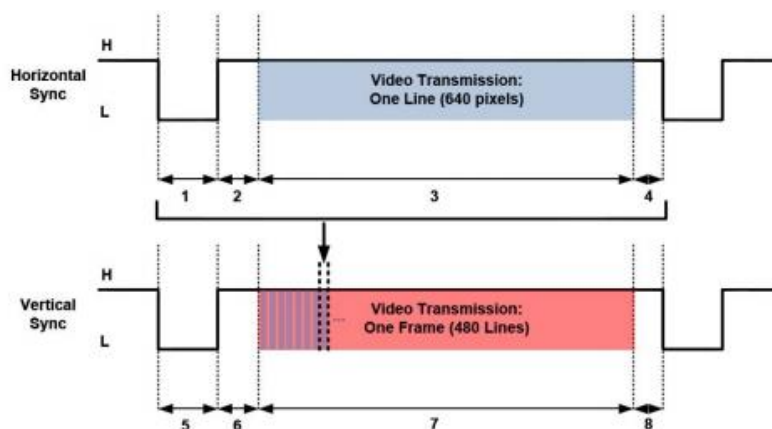 H
Horizontal
Sync
L
Video Transmission:
One Line (640 pixels)
1 2 3 4
H
Vertical
Sync
L
Video Transmission:
One Frame (480 Lines)
...
5 6 7 8